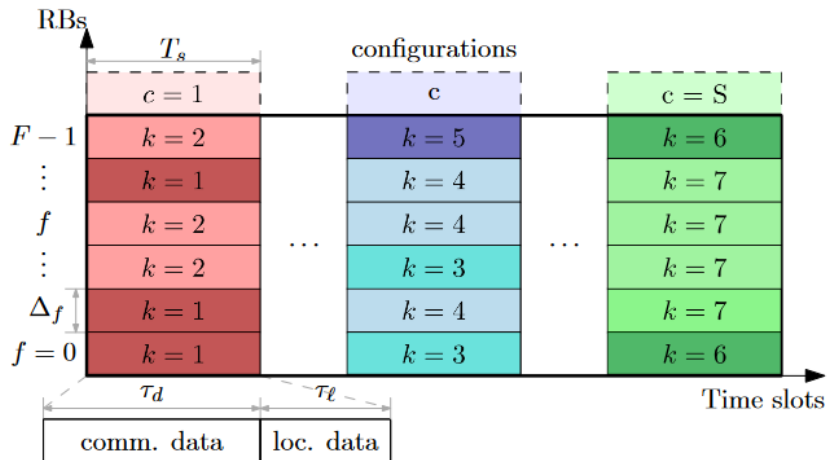 RBs
T_s configurations
c = 1 c c = S
F − 1 k = 2 k = 5 k = 6
⋮ k = 1 k = 4 k = 7
f k = 2 k = 4 k = 7
⋮ k = 2 ... k = 3 ... k = 7
Δ_f k = 1 k = 4 k = 7
f = 0 k = 1 k = 3 k = 6
τ_d τ_ℓ Time slots
comm. data loc. data